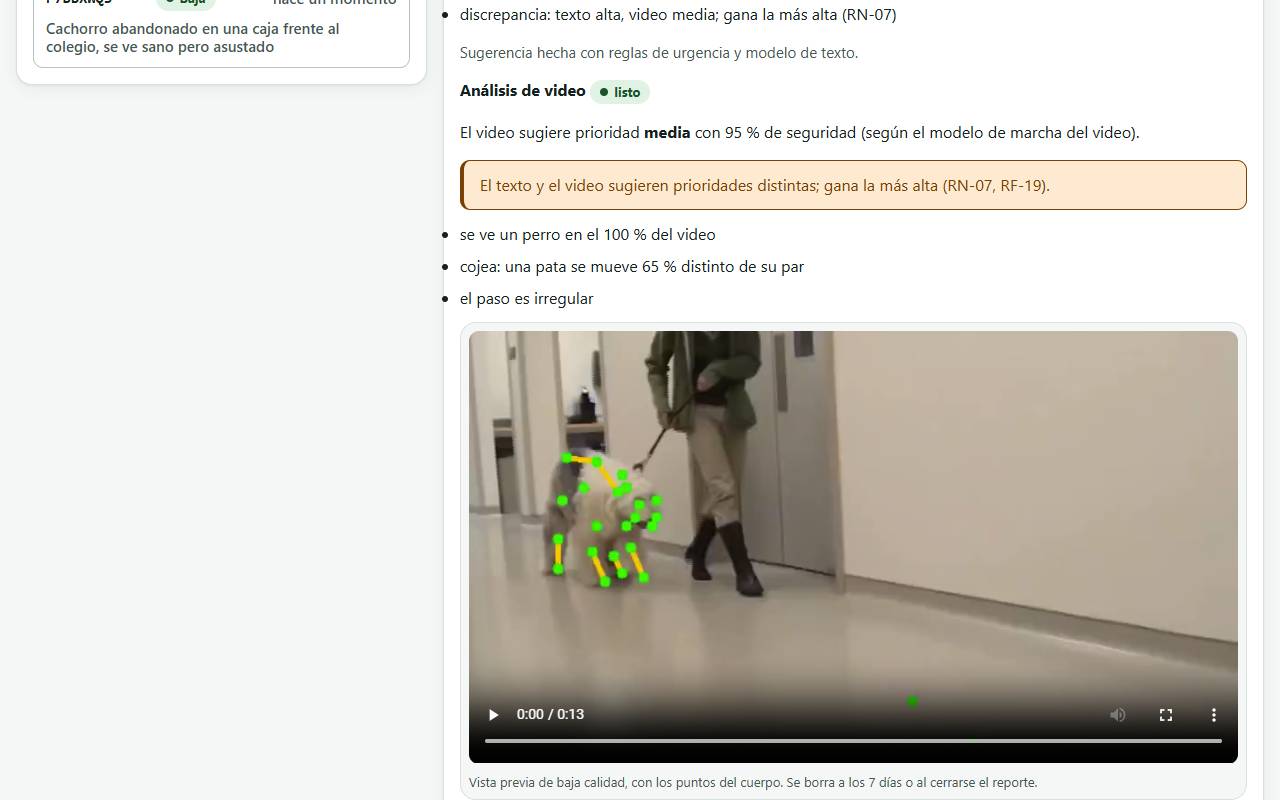 Baja
hace un momento
Cachorro abandonado en una caja frente al
colegio, se ve sano pero asustado
discrepancia: texto alta, video media; gana la más alta (RN-07)
Sugerencia hecha con reglas de urgencia y modelo de texto.
Análisis de video listo
El video sugiere prioridad media con 95 % de seguridad (según el modelo de marcha del video).
El texto y el video sugieren prioridades distintas; gana la más alta (RN-07, RF-19).
se ve un perro en el 100 % del video
cojea: una pata se mueve 65 % distinto de su par
el paso es irregular
0:00 / 0:13
Vista previa de baja calidad, con los puntos del cuerpo. Se borra a los 7 días o al cerrarse el reporte.